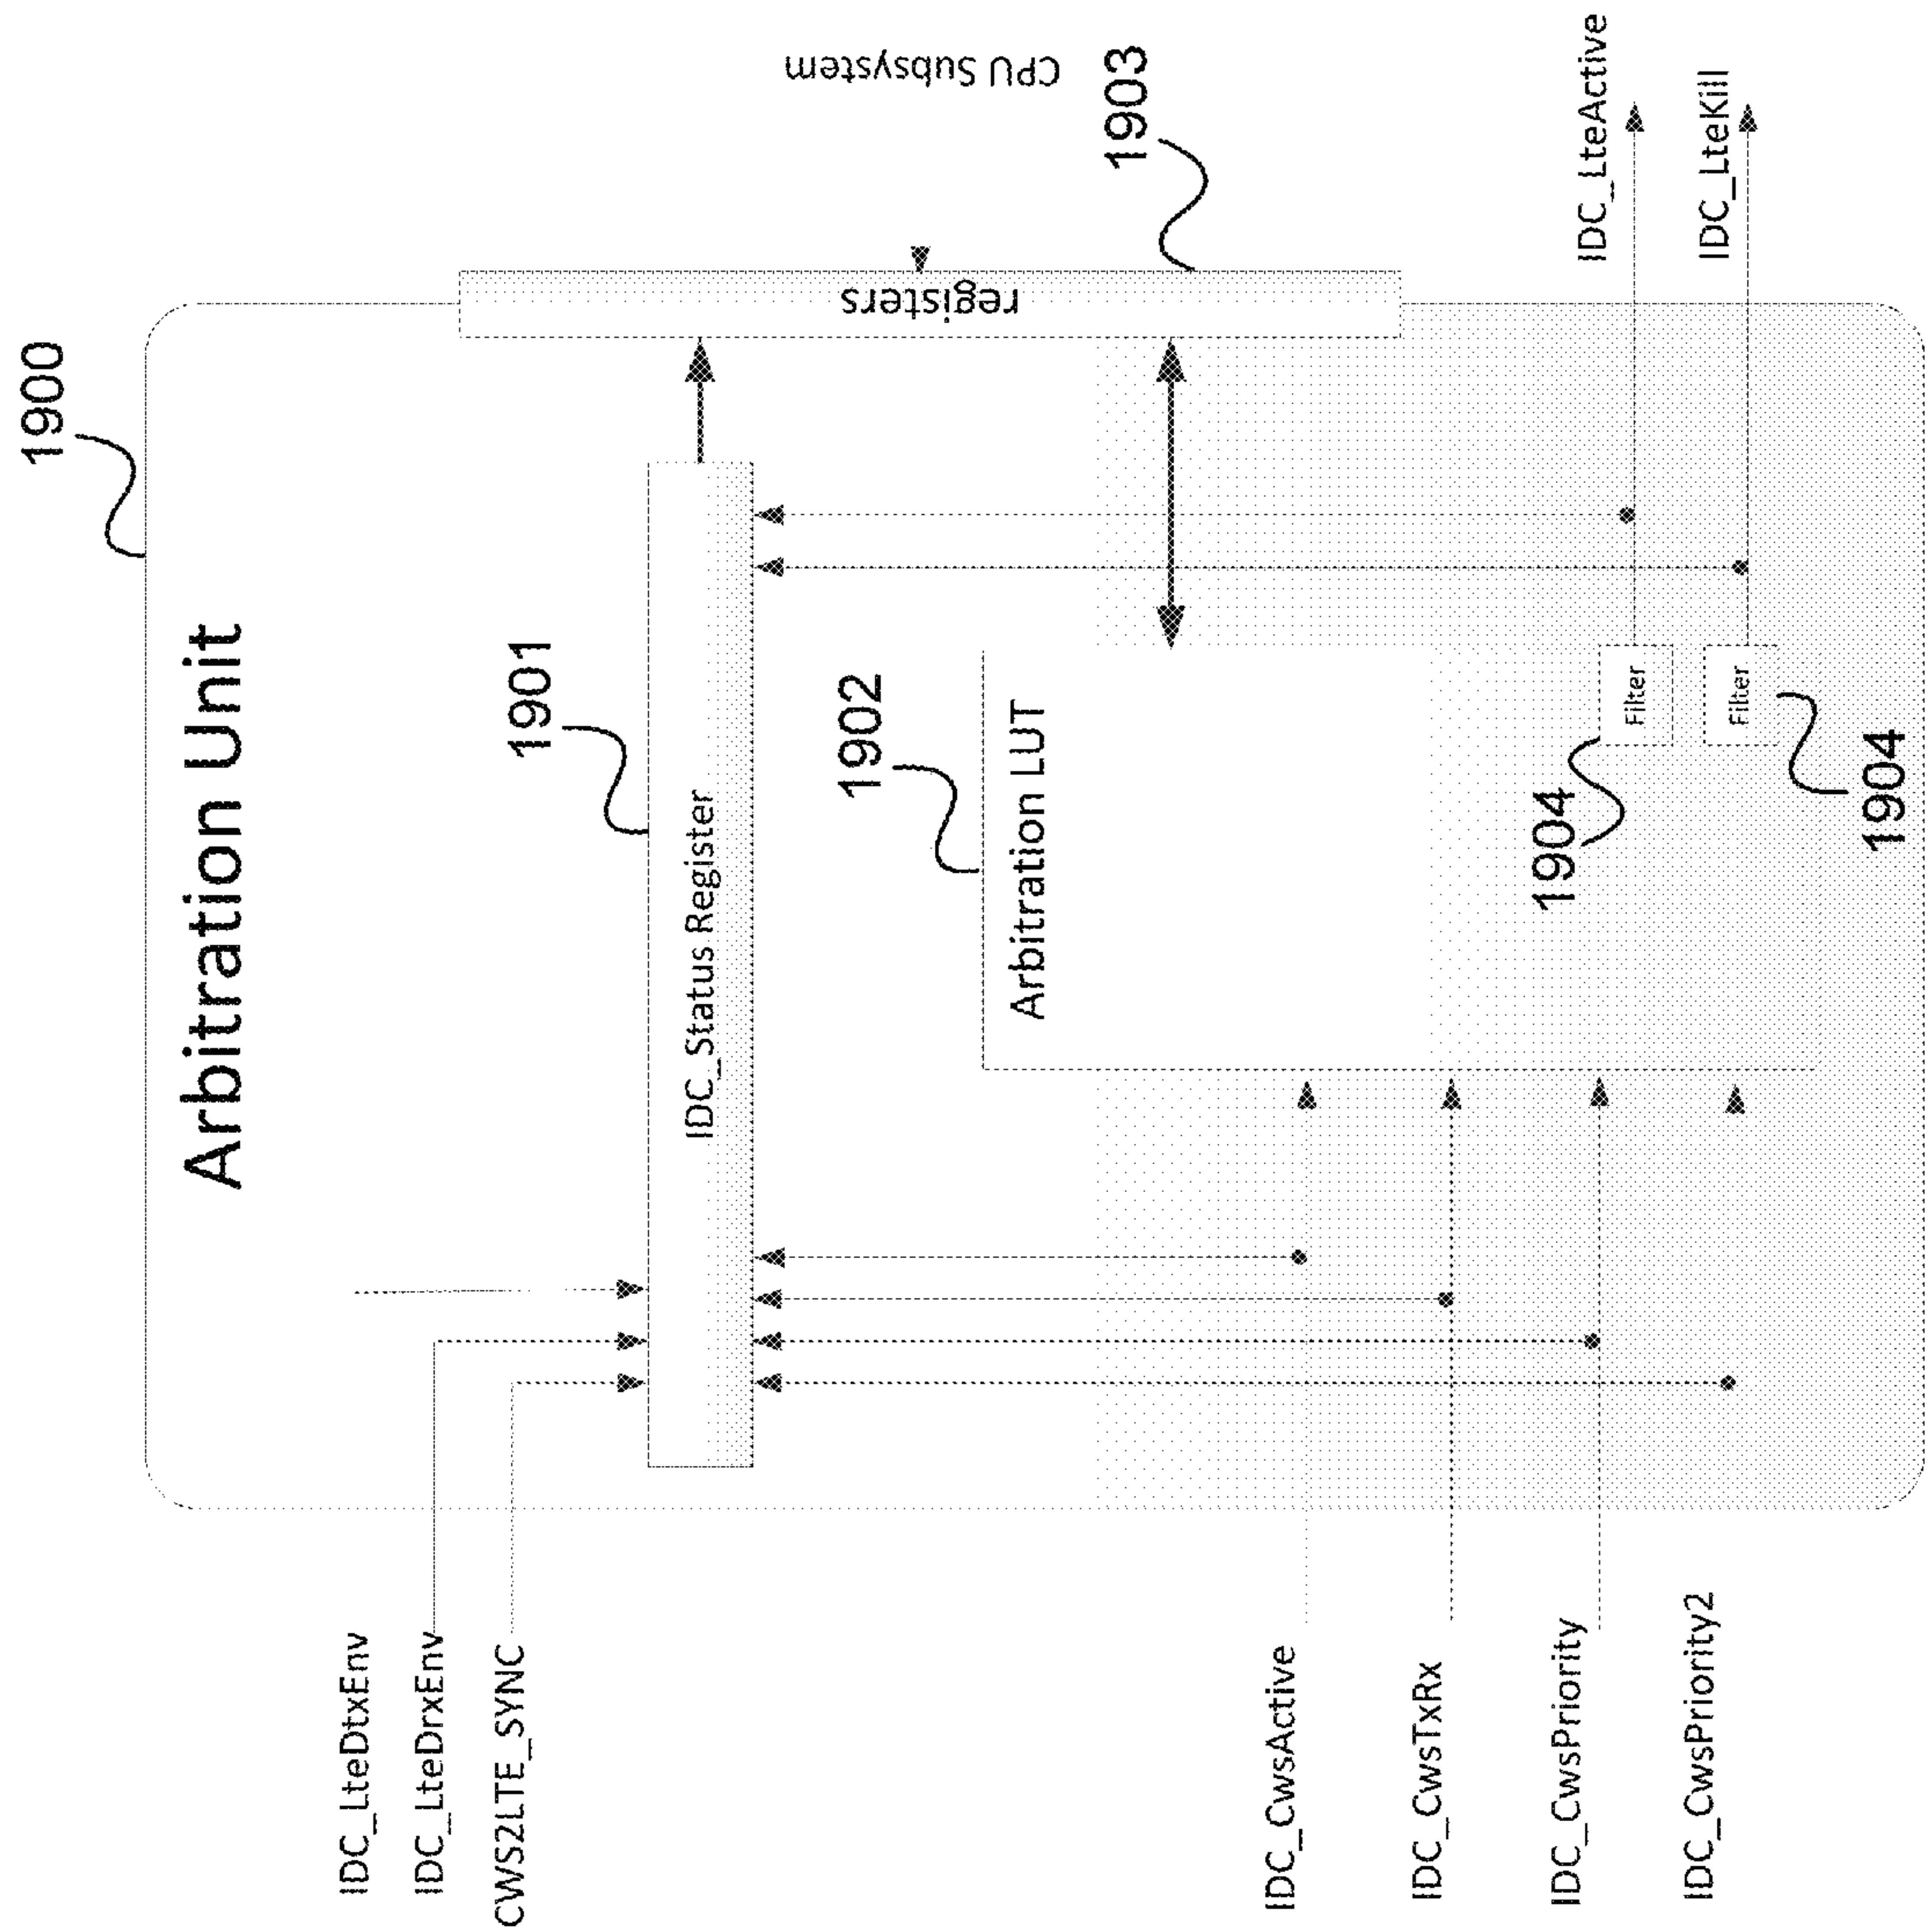 1900
Arbitration Unit
IDC_LteDtxEnv
IDC_LteDrxEnv
CWS2LTE_SYNC
1901
IDC_Status Register
registers
CPU Subsystem
1903
1902
Arbitration LUT
IDC_CwsActive
IDC_CwsTxRx
IDC_CwsPriority
IDC_CwsPriority2
1904
Filter
IDC_LteActive
Filter
IDC_LteKill
1904